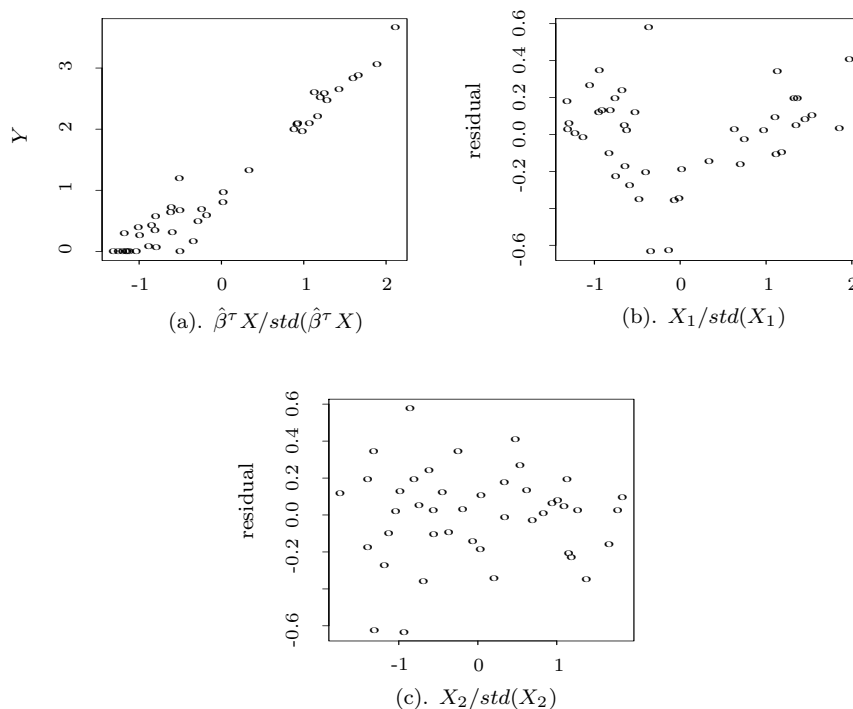 Y
3
2
1
0
-1 0 1 2
(a). β̂^τ X/std(β̂^τ X)
residual
0.6
0.4
0.2
0.0
-0.2
-0.6
-1 0 1 2
(b). X₁/std(X₁)
residual
0.6
0.4
0.2
0.0
-0.2
-0.6
-1 0 1
(c). X₂/std(X₂)